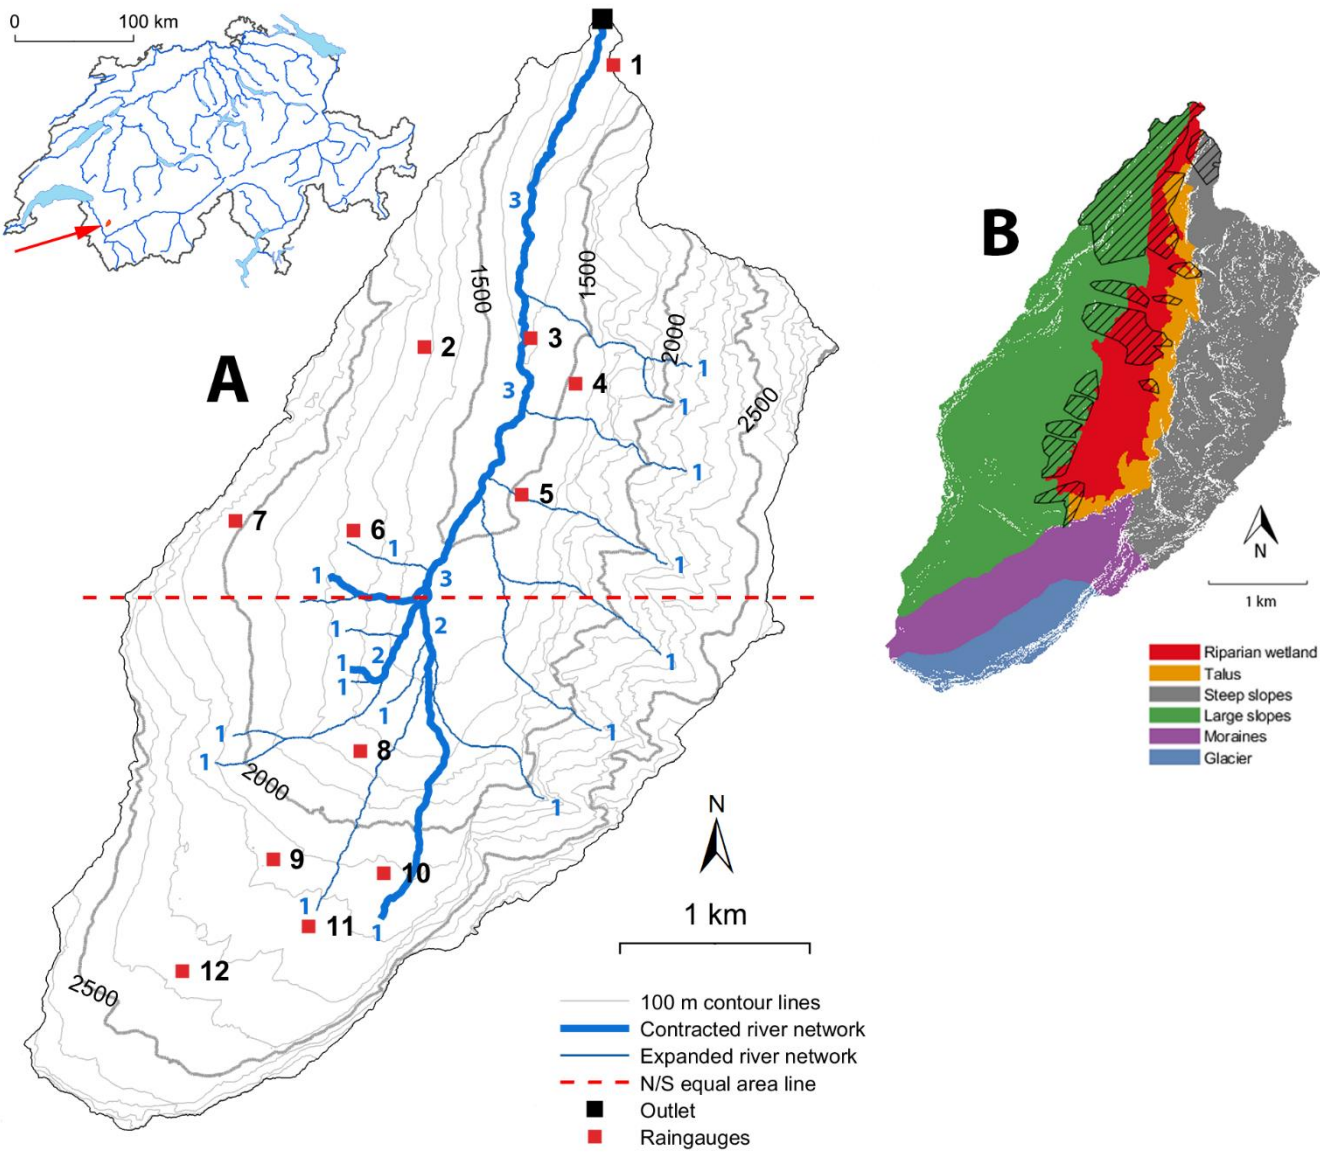 0 100 km
1
3
1500
1500
2
3
2000
1
4
3
1
A
2500
1
5
7
6
1
1
1
3
2
1
2
1
1
1
1
1
1
8
1
2000
1
9
10
1
11
1
12
2500
N
1 km
100 m contour lines
Contracted river network
Expanded river network
N/S equal area line
Outlet
Raingauges
B
N
1 km
Riparian wetland
Talus
Steep slopes
Large slopes
Moraines
Glacier